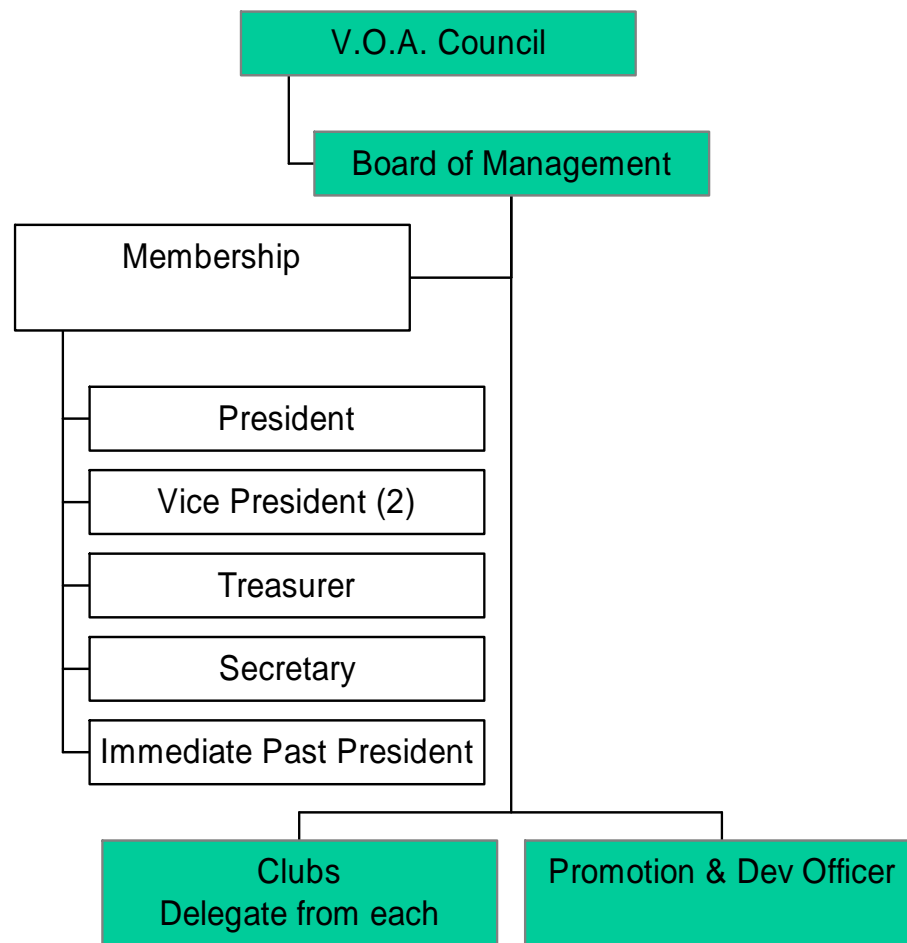 V.O.A. Council
Board of Management
Membership
President
Vice President (2)
Treasurer
Secretary
Immediate Past President
Clubs
Delegate from each
Promotion & Dev Officer